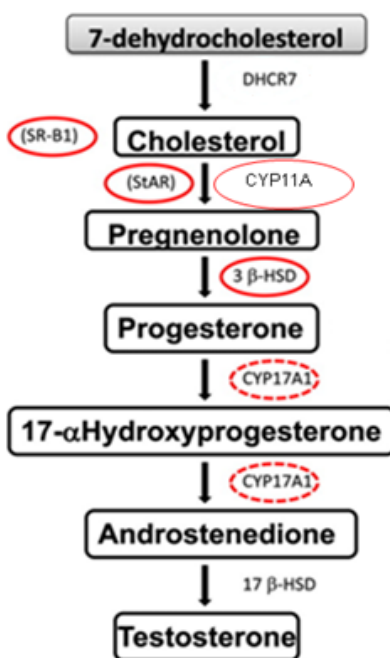 7-dehydrocholesterol
DHCR7
(SR-B1)
Cholesterol
(StAR) CYP11A
Pregnenolone
3 β-HSD
Progesterone
CYP17A1
17-αHydroxyprogesterone
CYP17A1
Androstenedione
17 β-HSD
Testosterone